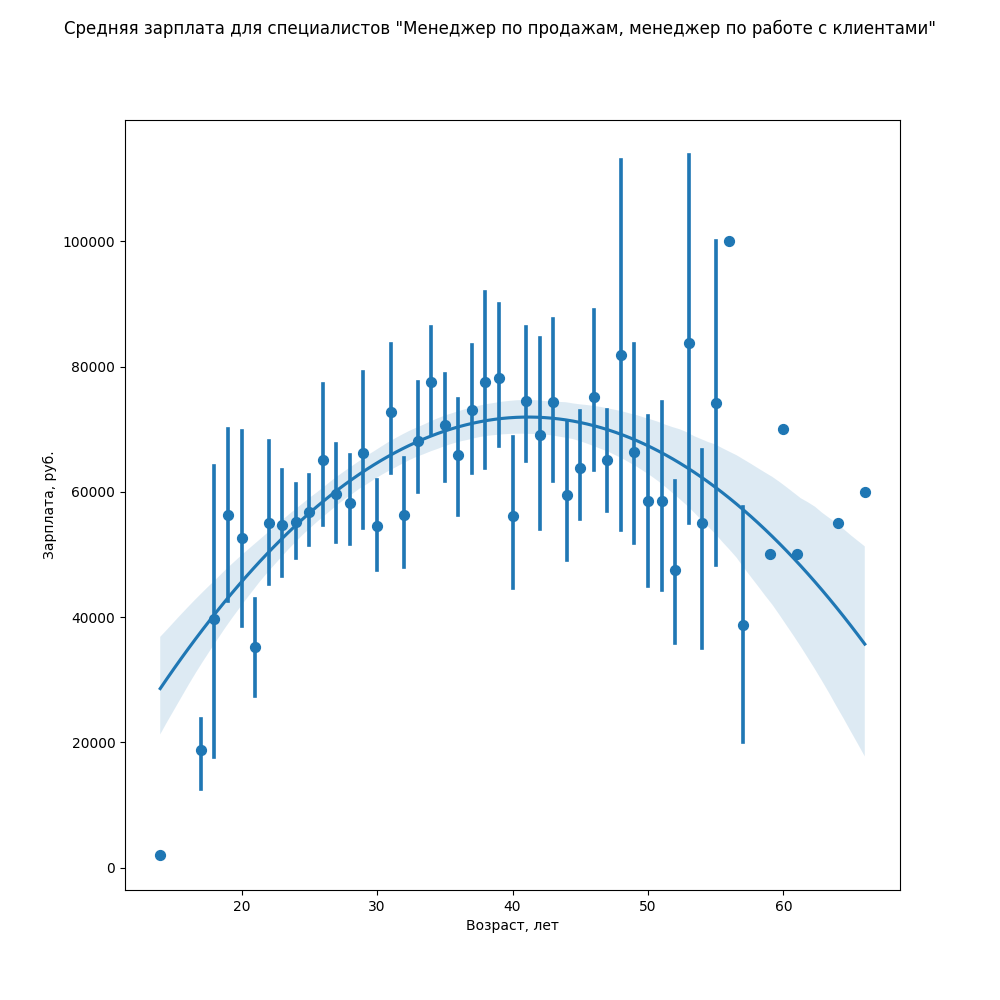 Средняя зарплата для специалистов "Менеджер по продажам, менеджер по работе с клиентами"
Зарплата, руб.
100000
80000
60000
40000
20000
0
20 30 40 50 60
Возраст, лет